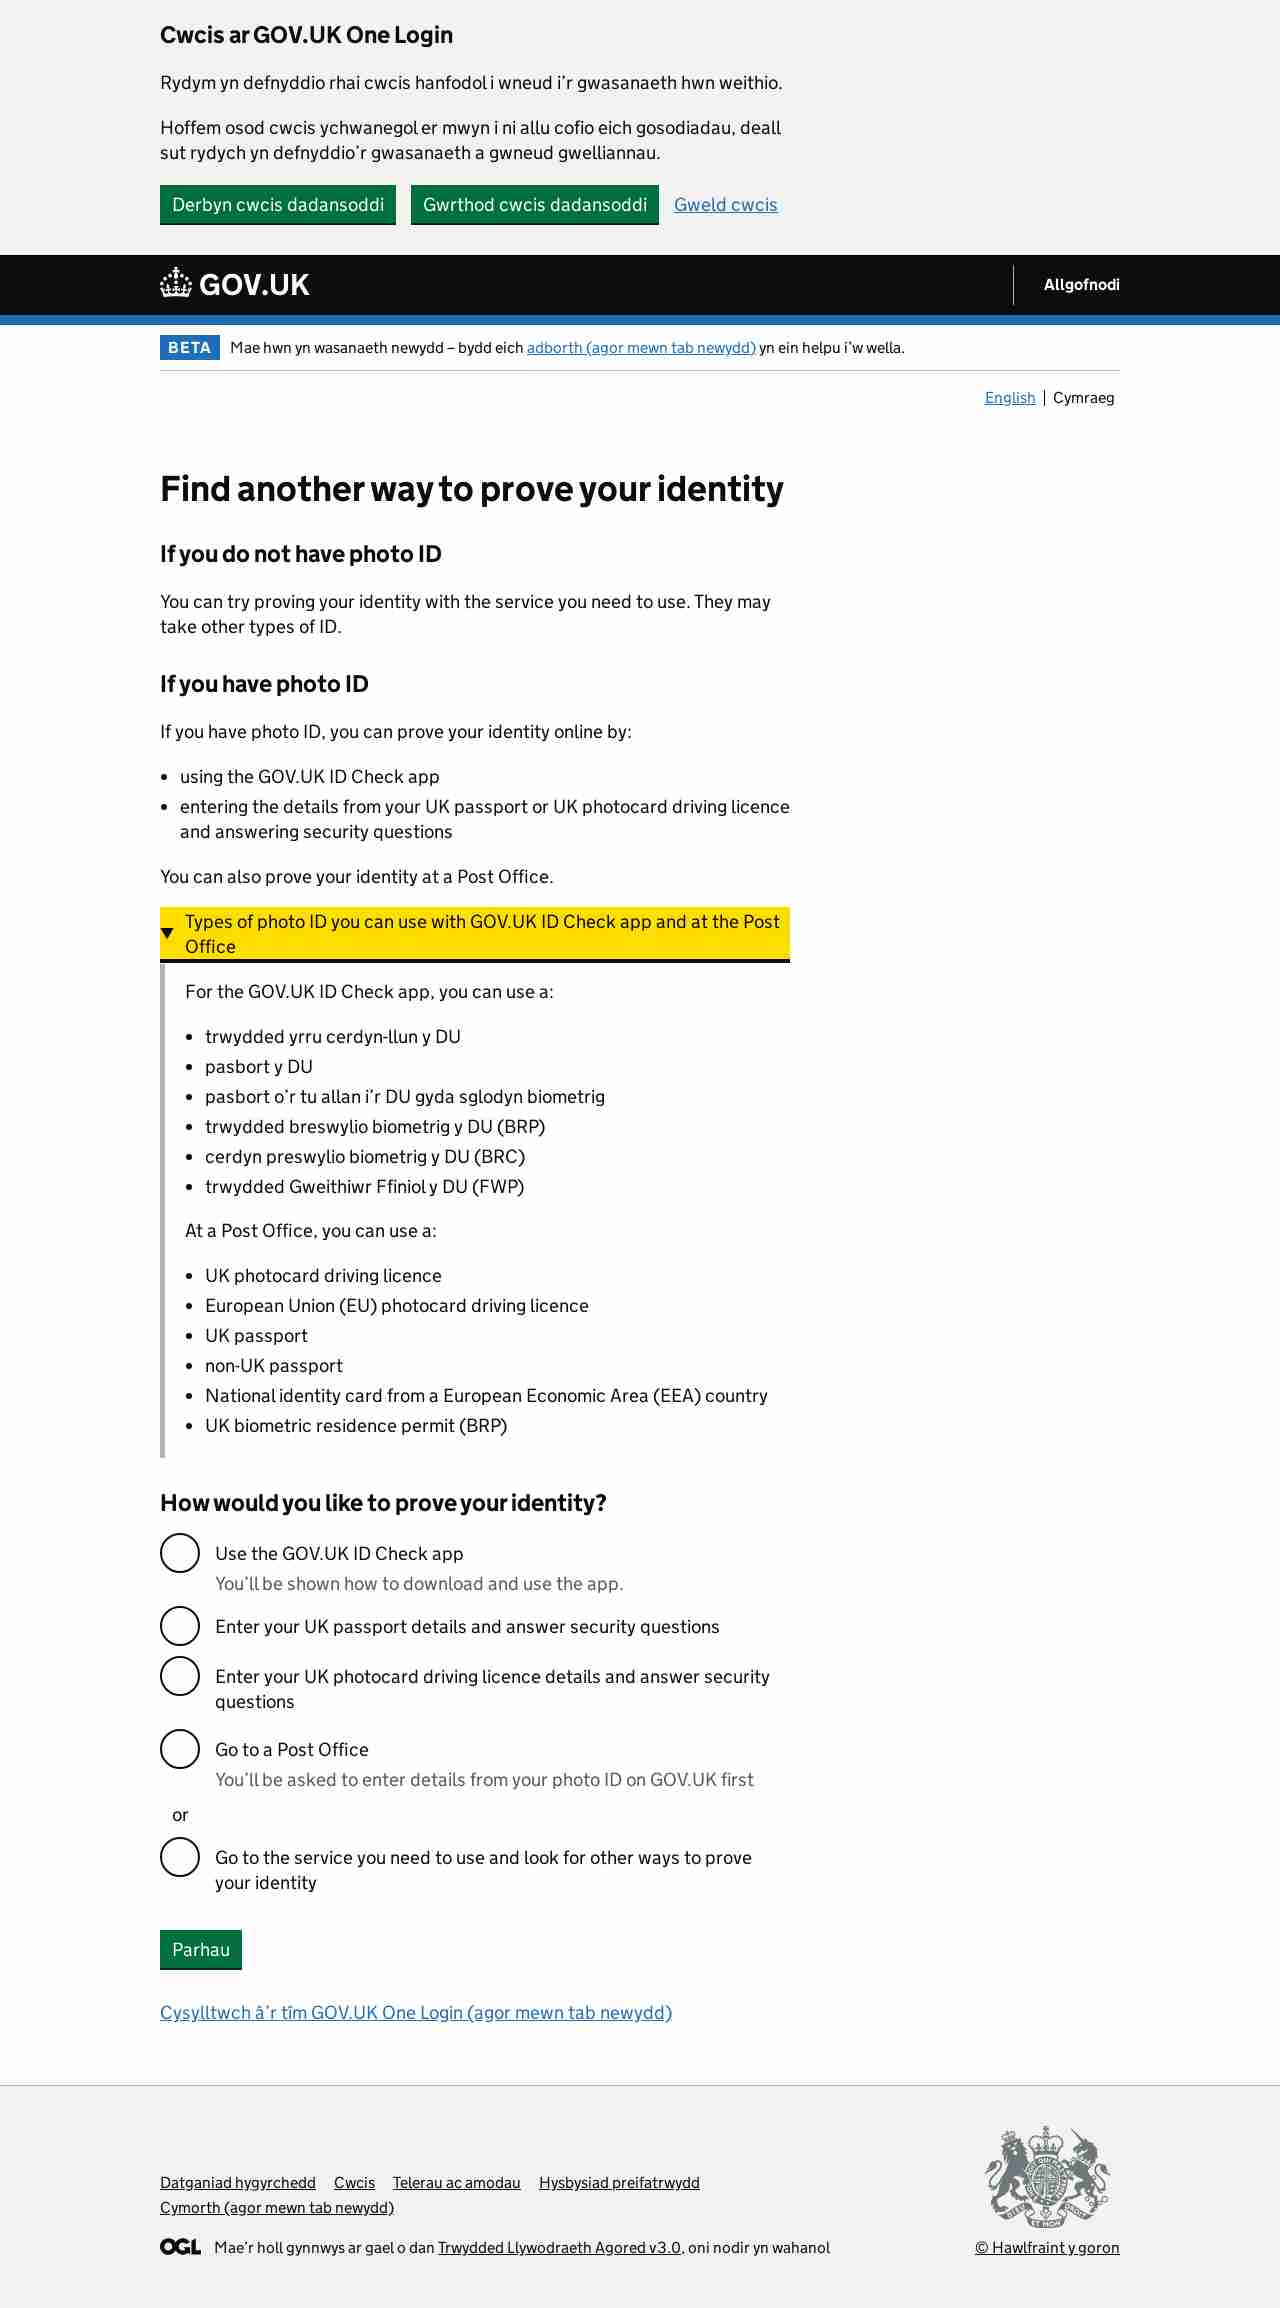 Cwcis ar GOV.UK One Login
Rydym yn defnyddio rhai cwcis hanfodol i wneud i’r gwasanaeth hwn weithio.
Hoffem osod cwcis ychwanegol er mwyn i ni allu cofio eich gosodiadau, deall
sut rydych yn defnyddio’r gwasanaeth a gwneud gwelliannau.
Derbyn cwcis dadansoddi Gwrthod cwcis dadansoddi Gweld cwcis
GOV.UK Allgofnodi
BETA Mae hwn yn wasanaeth newydd – bydd eich adborth (agor mewn tab newydd) yn ein helpu i’w wella.
English Cymraeg
Find another way to prove your identity
If you do not have photo ID
You can try proving your identity with the service you need to use. They may
take other types of ID.
If you have photo ID
If you have photo ID, you can prove your identity online by:
• using the GOV.UK ID Check app
• entering the details from your UK passport or UK photocard driving licence
and answering security questions
You can also prove your identity at a Post Office.
Types of photo ID you can use with GOV.UK ID Check app and at the Post
Office
For the GOV.UK ID Check app, you can use a:
• trwydded yrru cerdyn-llun y DU
• pasbort y DU
• pasbort o’r tu allan i’r DU gyda sglodyn biometrig
• trwydded breswylio biometrig y DU (BRP)
• cerdyn preswylio biometrig y DU (BRC)
• trwydded Gweithiwr Ffiniol y DU (FWP)
At a Post Office, you can use a:
• UK photocard driving licence
• European Union (EU) photocard driving licence
• UK passport
• non-UK passport
• National identity card from a European Economic Area (EEA) country
• UK biometric residence permit (BRP)
How would you like to prove your identity?
Use the GOV.UK ID Check app
You’ll be shown how to download and use the app.
Enter your UK passport details and answer security questions
Enter your UK photocard driving licence details and answer security
questions
Go to a Post Office
You’ll be asked to enter details from your photo ID on GOV.UK first
or
Go to the service you need to use and look for other ways to prove
your identity
Parhau
Cysylltwch â’r tîm GOV.UK One Login (agor mewn tab newydd)
Datganiad hygyrchedd Cwcis Telerau ac amodau Hysbysiad preifatrwydd
Cymorth (agor mewn tab newydd)
OGL Mae’r holl gynnwys ar gael o dan Trwydded Llywodraeth Agored v3.0, oni nodir yn wahanol
© Hawlfraint y goron